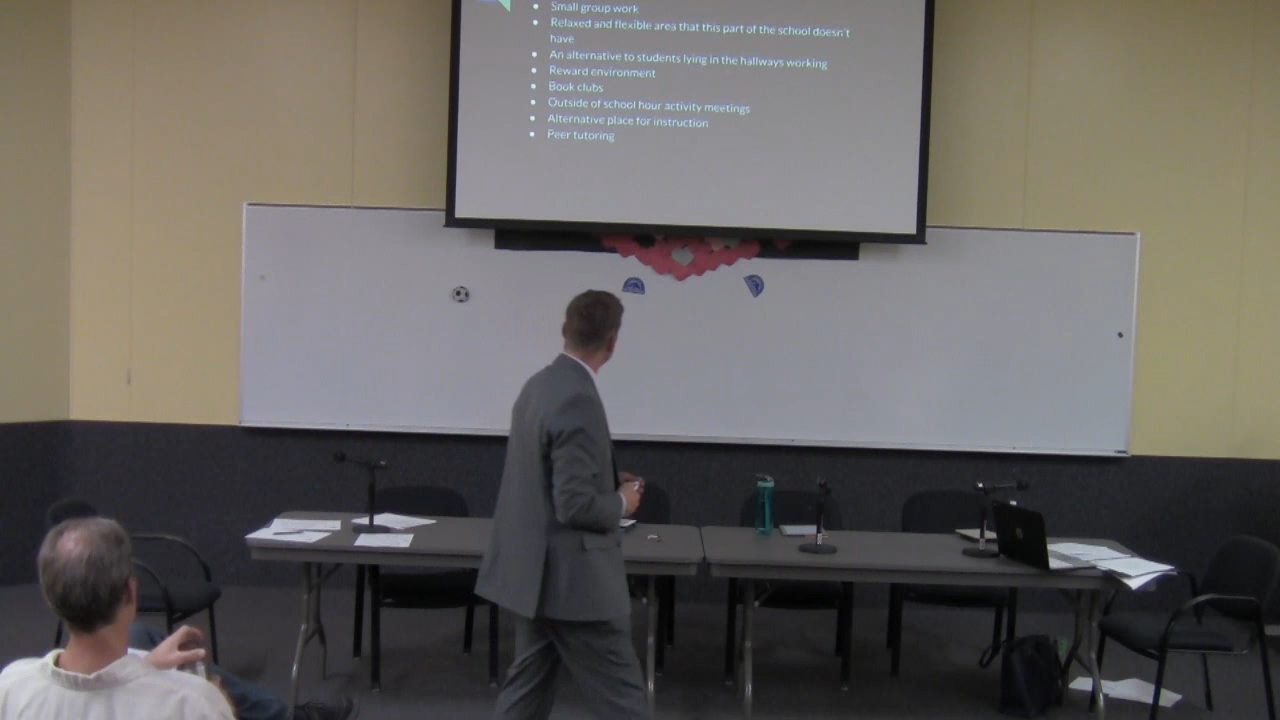 Small group work
Relaxed and flexible area that this part of the school doesn't
have
An alternative to students lying in the hallways working
Reward environment
Book clubs
Outside of school hour activity meetings
Alternative place for instruction
Peer tutoring